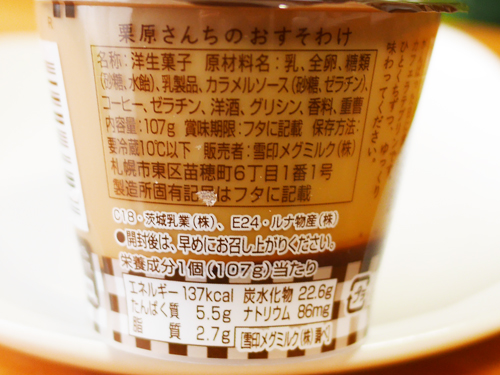 栗原さんちのおすそわけ
名称:洋生菓子 原材料名:乳、全卵、糖類
(砂糖、水飴)、乳製品、カラメルソース(砂糖、ゼラチン)、
コーヒー、ゼラチン、洋酒、グリシン、香料、重曹
内容量:107g 賞味期限:フタに記載 保存方法:
要冷蔵10℃以下 販売者:雪印メグミルク(株)
札幌市東区苗穂町6丁目1番1号
製造所固有記号はフタに記載
C18・茨城乳業(株)、E24・ルナ物産(株)
●開封後は、早めにお召し上がりください。
栄養成分1個(107g)当たり
エネルギー 137kcal 炭水化物 22.6g
たんぱく質 5.5g ナトリウム 86mg
脂質 2.7g [雪印メグミルク(株)調べ]
味わってください。